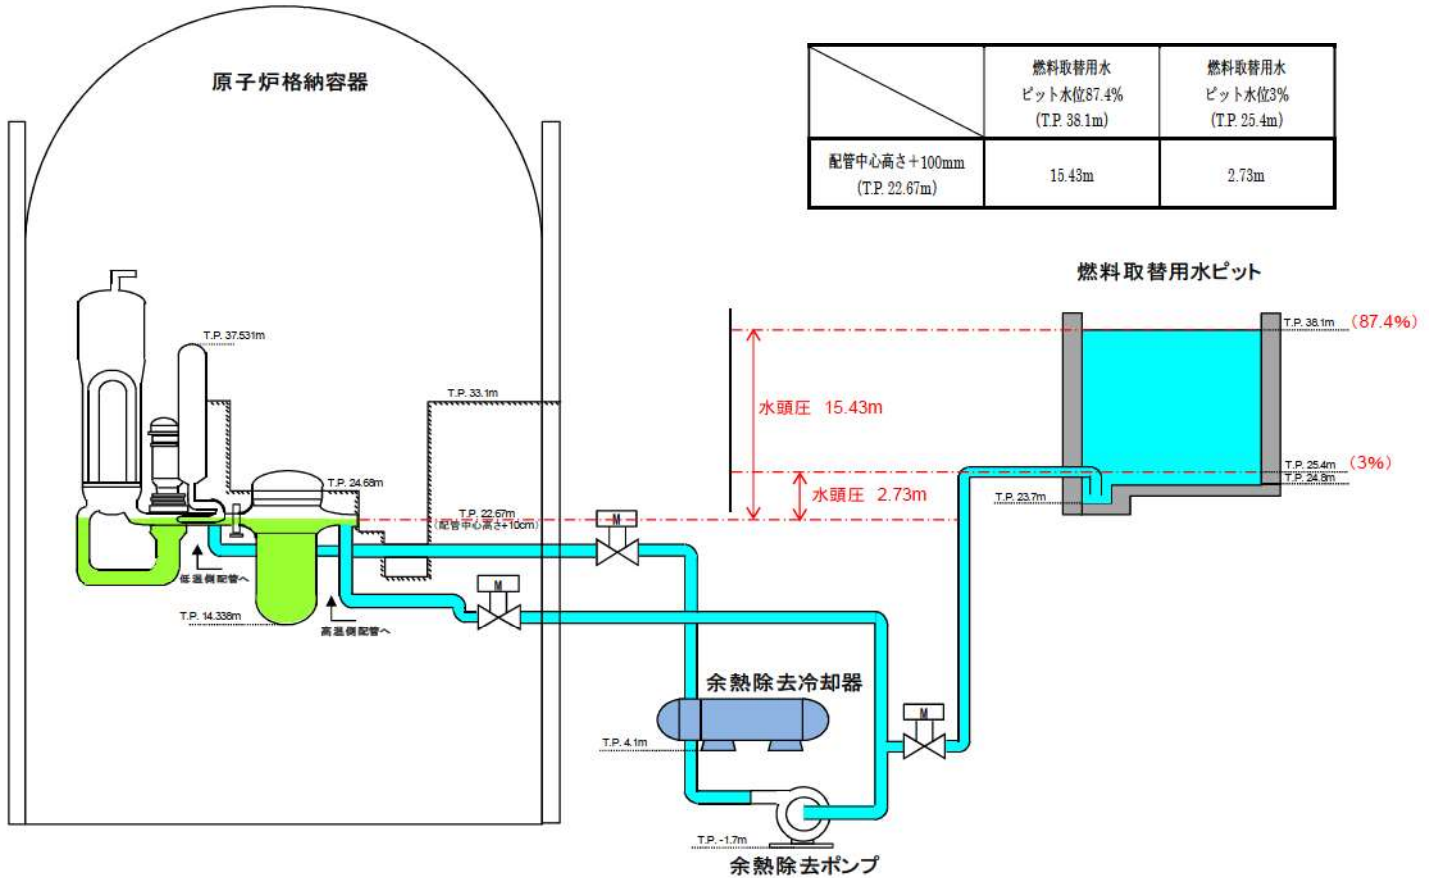 原子炉格納容器
燃料取替用水
ピット水位87.4%
(T.P. 38.1m)
燃料取替用水
ピット水位3%
(T.P. 25.4m)
配管中心高さ+100mm
(T.P. 22.67m)
15.43m
2.73m
燃料取替用水ピット
T.P. 38.1m
(87.4%)
T.P. 37.531m
T.P. 33.1m
水頭圧 15.43m
T.P. 25.4m
(3%)
T.P. 24.8m
T.P. 24.68m
水頭圧 2.73m
T.P. 23.7m
T.P. 22.67m
(配管中心高さ+10cm)
M
低温側配管へ
M
T.P. 14.338m
高温側配管へ
余熱除去冷却器
M
T.P. 4.1m
T.P. -1.7m
余熱除去ポンプ